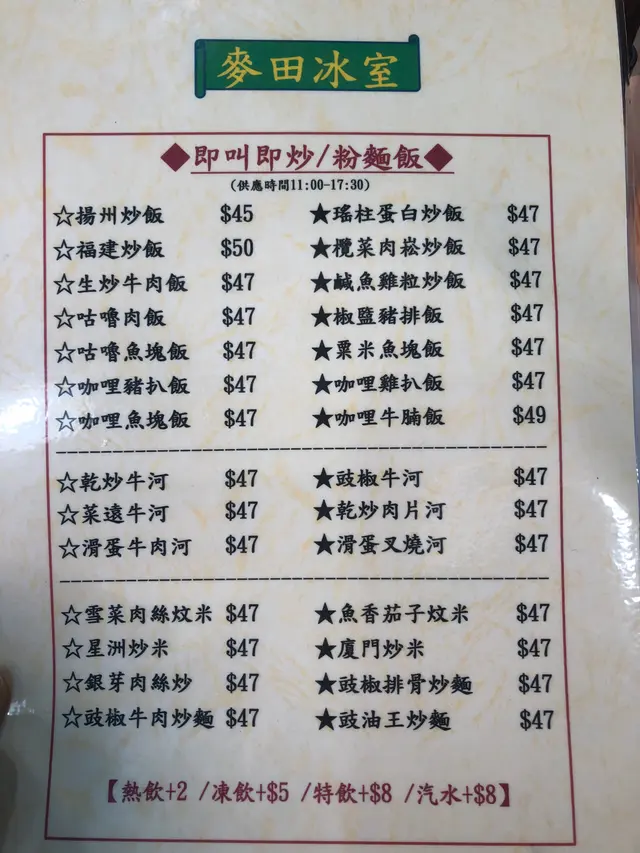 麥田冰室
◆即叫即炒/粉麵飯◆
(供應時間11:00-17:30)
☆揚州炒飯 $45 ★瑤柱蛋白炒飯 $47
☆福建炒飯 $50 ★欖菜肉崧炒飯 $47
☆生炒牛肉飯 $47 ★鹹魚雞粒炒飯 $47
☆咕嚕肉飯 $47 ★椒鹽豬排飯 $47
☆咕嚕魚塊飯 $47 ★粟米魚塊飯 $47
☆咖哩豬扒飯 $47 ★咖哩雞扒飯 $47
☆咖哩魚塊飯 $47 ★咖哩牛腩飯 $49
☆乾炒牛河 $47 ★豉椒牛河 $47
☆菜遠牛河 $47 ★乾炒肉片河 $47
☆滑蛋牛肉河 $47 ★滑蛋叉燒河 $47
☆雪菜肉絲炆米 $47 ★魚香茄子炆米 $47
☆星洲炒米 $47 ★廈門炒米 $47
☆銀芽肉絲炒 $47 ★豉椒排骨炒麵 $47
☆豉椒牛肉炒麵 $47 ★豉油王炒麵 $47
【熱飲+2 /凍飲+$5 /特飲+$8 /汽水+$8】